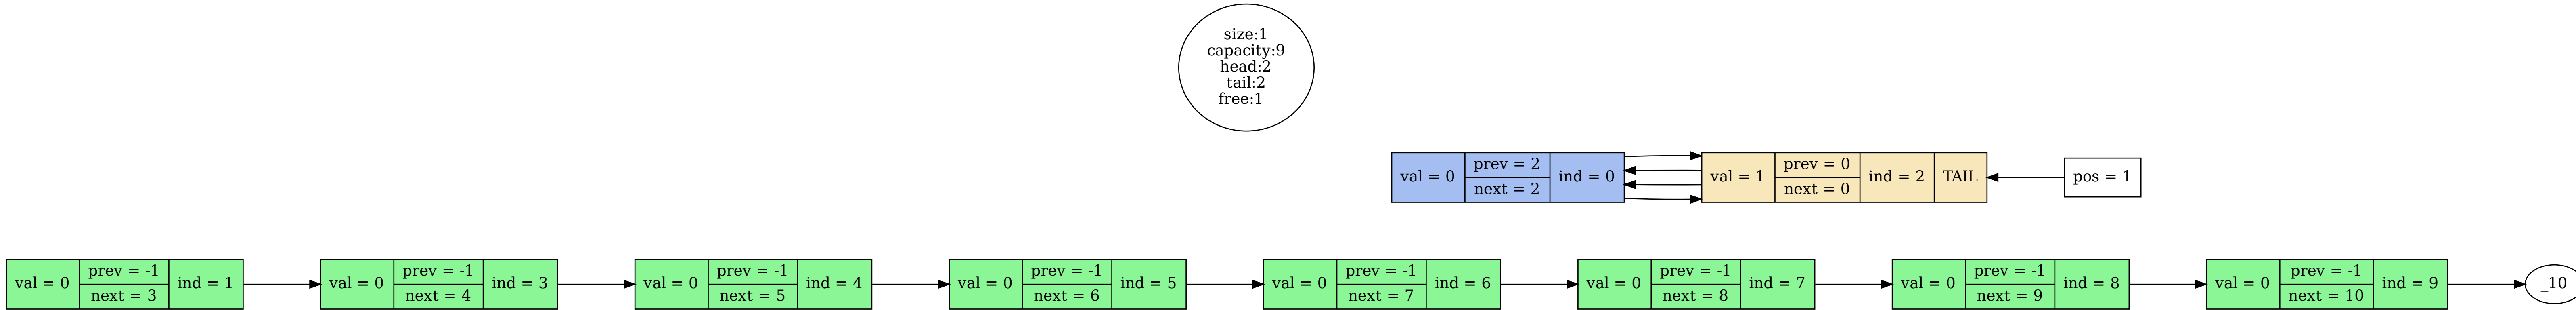 size:1
capacity:9
head:2
tail:2
free:1
val = 0
prev = 2
next = 2
ind = 0
val = 1
prev = 0
next = 0
ind = 2
TAIL
pos = 1
val = 0
prev = -1
next = 3
ind = 1
val = 0
prev = -1
next = 4
ind = 3
val = 0
prev = -1
next = 5
ind = 4
val = 0
prev = -1
next = 6
ind = 5
val = 0
prev = -1
next = 7
ind = 6
val = 0
prev = -1
next = 8
ind = 7
val = 0
prev = -1
next = 9
ind = 8
val = 0
prev = -1
next = 10
ind = 9
_10